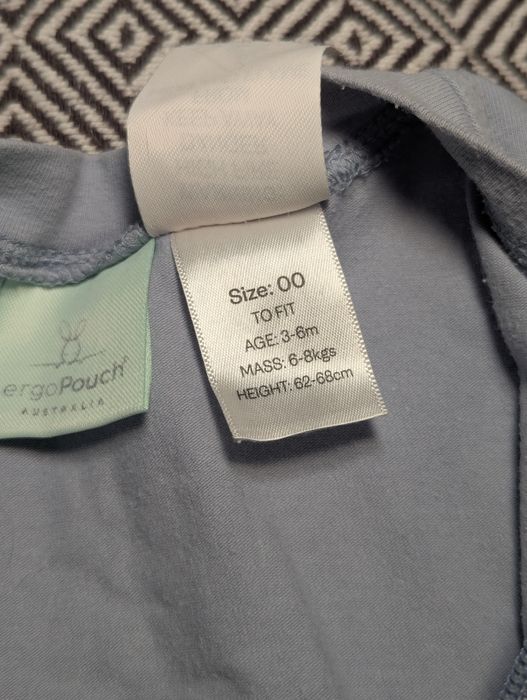 Size: 00
TO FIT
AGE: 3-6m
MASS: 6-8kgs
HEIGHT: 62-68cm
ergoPouch®
AUSTRALIA